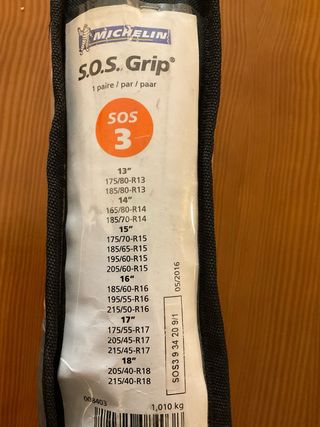 MICHELIN
S.O.S. Grip®
1 paire / par / paar
SOS
3
13"
175/80-R13
185/80-R13
14"
165/80-R14
185/70-R14
15"
175/70-R15
185/65-R15
195/60-R15
205/60-R15
16"
185/60-R16
195/55-R16
215/50-R16
17"
175/55-R17
205/45-R17
215/45-R17
18"
205/40-R18
215/40-R18
05/2016
SOS3 9 34 20 9/1
003403
1,010 kg